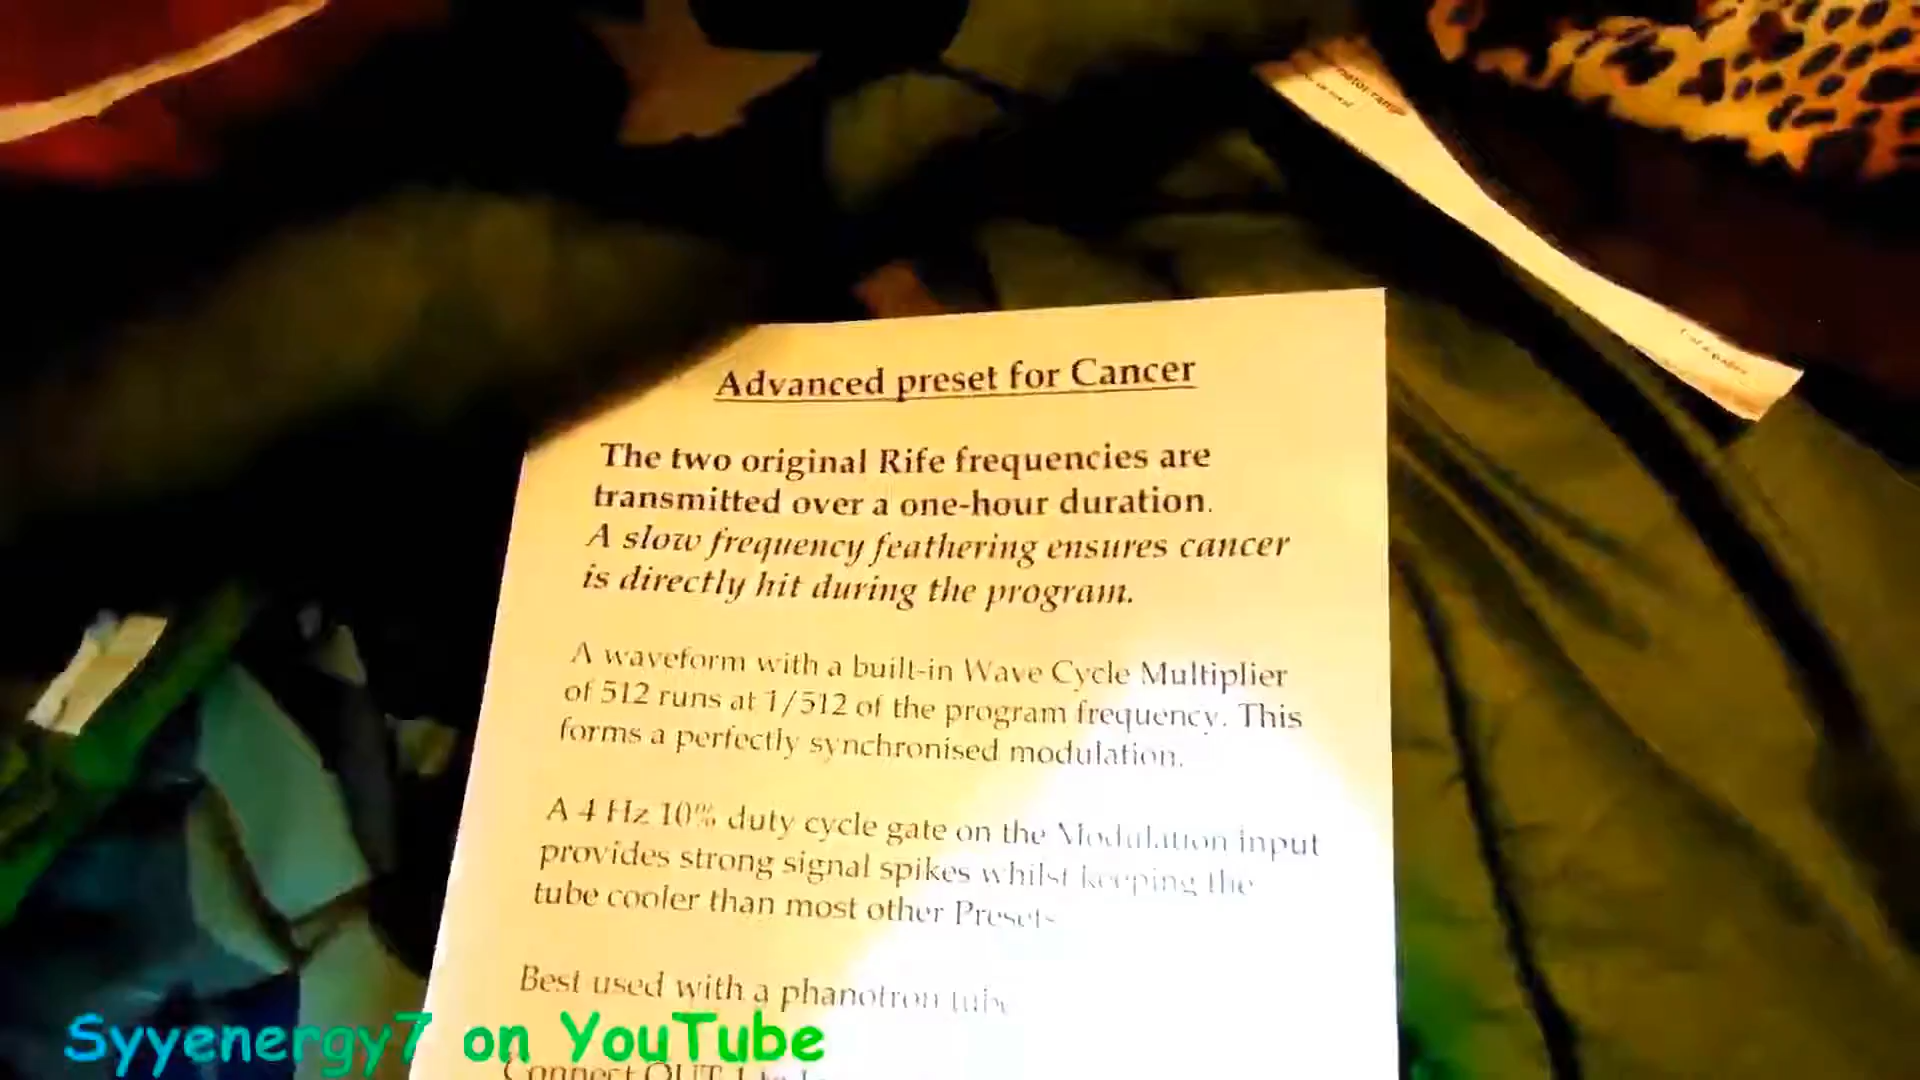 Advanced preset for Cancer
The two original Rife frequencies are
transmitted over a one-hour duration.
A slow frequency feathering ensures cancer
is directly hit during the program.
A waveform with a built-in Wave Cycle Multiplier
of 512 runs at 1/512 of the program frequency. This
forms a perfectly synchronised modulation.
A 4 Hz 10% duty cycle gate on the Modulation input
provides strong signal spikes whilst keeping the
tube cooler than most other Presets
Best used with a phanotron tube
Connect OUT 1
Syyenergy7 on YouTube